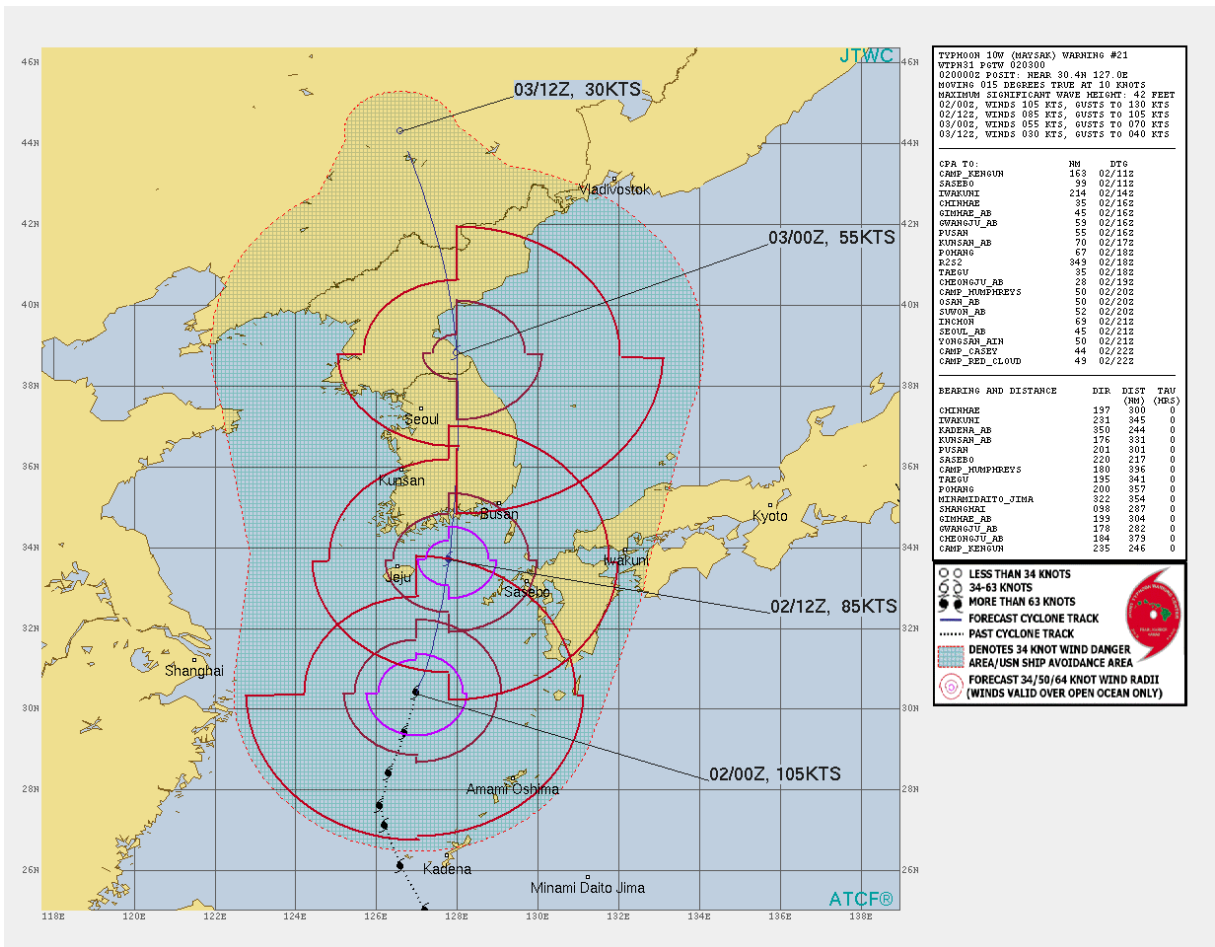 46N
JTWC
46N
03/12Z, 30KTS
44N
44N
Vladivostok
42N
42N
03/00Z, 55KTS
40N
40N
38N
38N
Seoul
36N
36N
Kunsan
Busan
Kyoto
34N
34N
Iwakuni
Jeju
Sasebo
02/12Z, 85KTS
32N
32N
Shanghai
30N
30N
02/00Z, 105KTS
28N
28N
Amami Oshima
26N
26N
Kadena
Minami Daito Jima
ATCF®
118E 120E 122E 124E 126E 128E 130E 132E 134E 136E 138E
TYPHOON 10W (MAYSAK) WARNING #21
WTPN31 PGTW 020300
020000Z POSIT: NEAR 30.4N 127.0E
MOVING 015 DEGREES TRUE AT 10 KNOTS
MAXIMUM SIGNIFICANT WAVE HEIGHT: 42 FEET
02/00Z, WINDS 105 KTS, GUSTS TO 130 KTS
02/12Z, WINDS 085 KTS, GUSTS TO 105 KTS
03/00Z, WINDS 055 KTS, GUSTS TO 070 KTS
03/12Z, WINDS 030 KTS, GUSTS TO 040 KTS
CPA TO: NM DTG
CAMP_KENGUN 163 02/11Z
SASEBO 99 02/11Z
IWAKUNI 214 02/14Z
CHINHAE 35 02/16Z
GIMHAE_AB 45 02/16Z
GWANGJU_AB 59 02/16Z
PUSAN 55 02/16Z
KUNSAN_AB 70 02/17Z
POHANG 67 02/18Z
R2S2 349 02/18Z
TAEGU 35 02/18Z
CHEONGJU_AB 28 02/19Z
CAMP_HUMPHREYS 50 02/20Z
OSAN_AB 50 02/20Z
SUWON_AB 52 02/20Z
INCHON 69 02/21Z
SEOUL_AB 45 02/21Z
YONGSAN_AIN 50 02/21Z
CAMP_CASEY 44 02/22Z
CAMP_RED_CLOUD 49 02/22Z
BEARING AND DISTANCE DIR DIST TAU
(NM) (HRS)
CHINHAE 197 300 0
IWAKUNI 231 345 0
KADENA_AB 350 244 0
KUNSAN_AB 176 331 0
PUSAN 201 301 0
SASEBO 220 217 0
CAMP_HUMPHREYS 180 396 0
TAEGU 195 341 0
POHANG 200 357 0
MINAMIDAITO_JIMA 322 354 0
SHANGHAI 098 287 0
GIMHAE_AB 199 304 0
GWANGJU_AB 178 282 0
CHEONGJU_AB 184 379 0
CAMP_KENGUN 235 246 0
LESS THAN 34 KNOTS
34-63 KNOTS
MORE THAN 63 KNOTS
FORECAST CYCLONE TRACK
PAST CYCLONE TRACK
DENOTES 34 KNOT WIND DANGER
AREA/USN SHIP AVOIDANCE AREA
FORECAST 34/50/64 KNOT WIND RADII
(WINDS VALID OVER OPEN OCEAN ONLY)